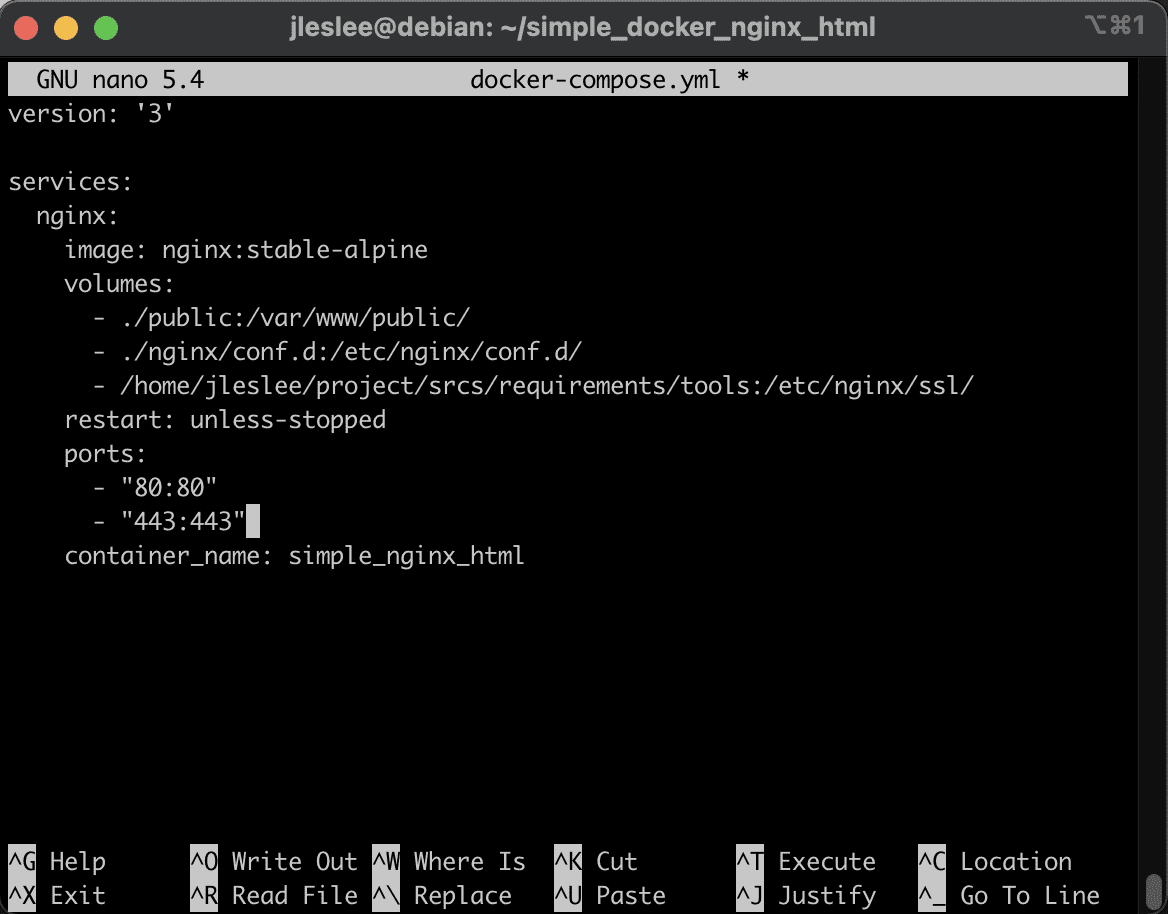 jleslee@debian: ~/simple_docker_nginx_html ⌥⌘1
GNU nano 5.4 docker-compose.yml *
version: '3'
services:
  nginx:
    image: nginx:stable-alpine
    volumes:
      - ./public:/var/www/public/
      - ./nginx/conf.d:/etc/nginx/conf.d/
      - /home/jleslee/project/srcs/requirements/tools:/etc/nginx/ssl/
    restart: unless-stopped
    ports:
      - "80:80"
      - "443:443"
    container_name: simple_nginx_html
^G Help ^O Write Out ^W Where Is ^K Cut ^T Execute ^C Location
^X Exit ^R Read File ^\ Replace ^U Paste ^J Justify ^_ Go To Line